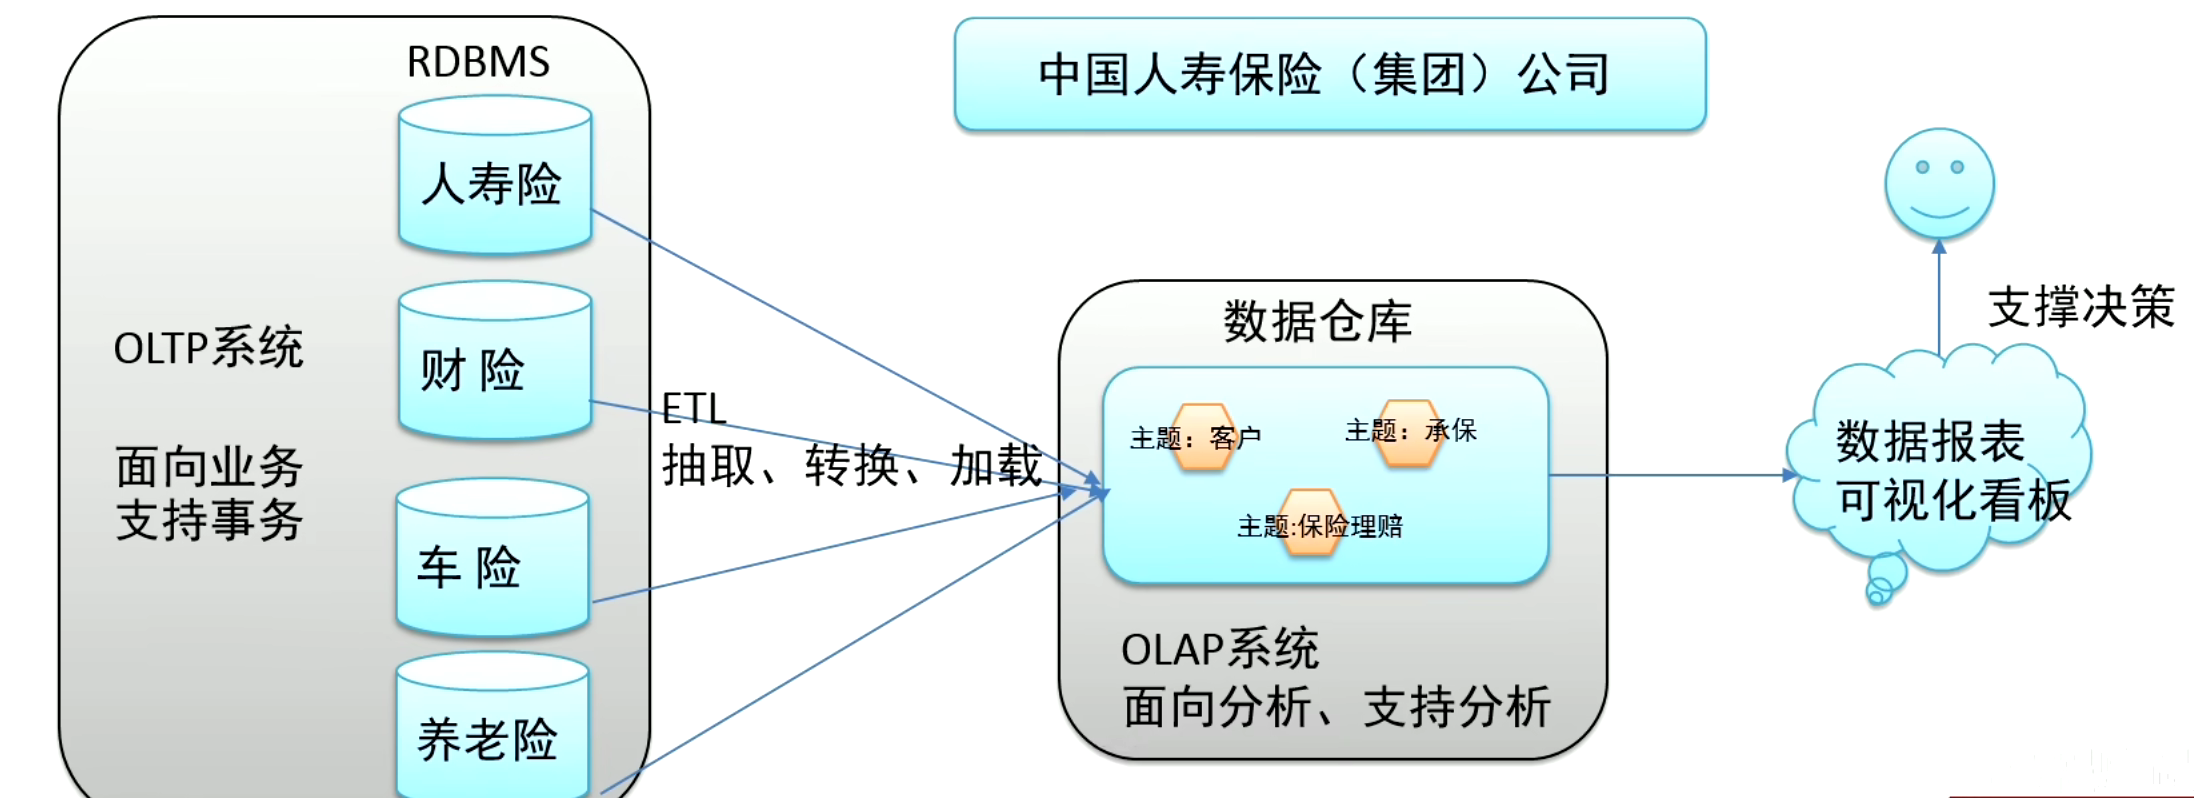 RDBMS
人寿险
财 险
车 险
养老险
OLTP系统
面向业务
支持事务
ETL
抽取、转换、加载
中国人寿保险（集团）公司
数据仓库
主题：客户
主题：承保
主题:保险理赔
OLAP系统
面向分析、支持分析
支撑决策
数据报表
可视化看板